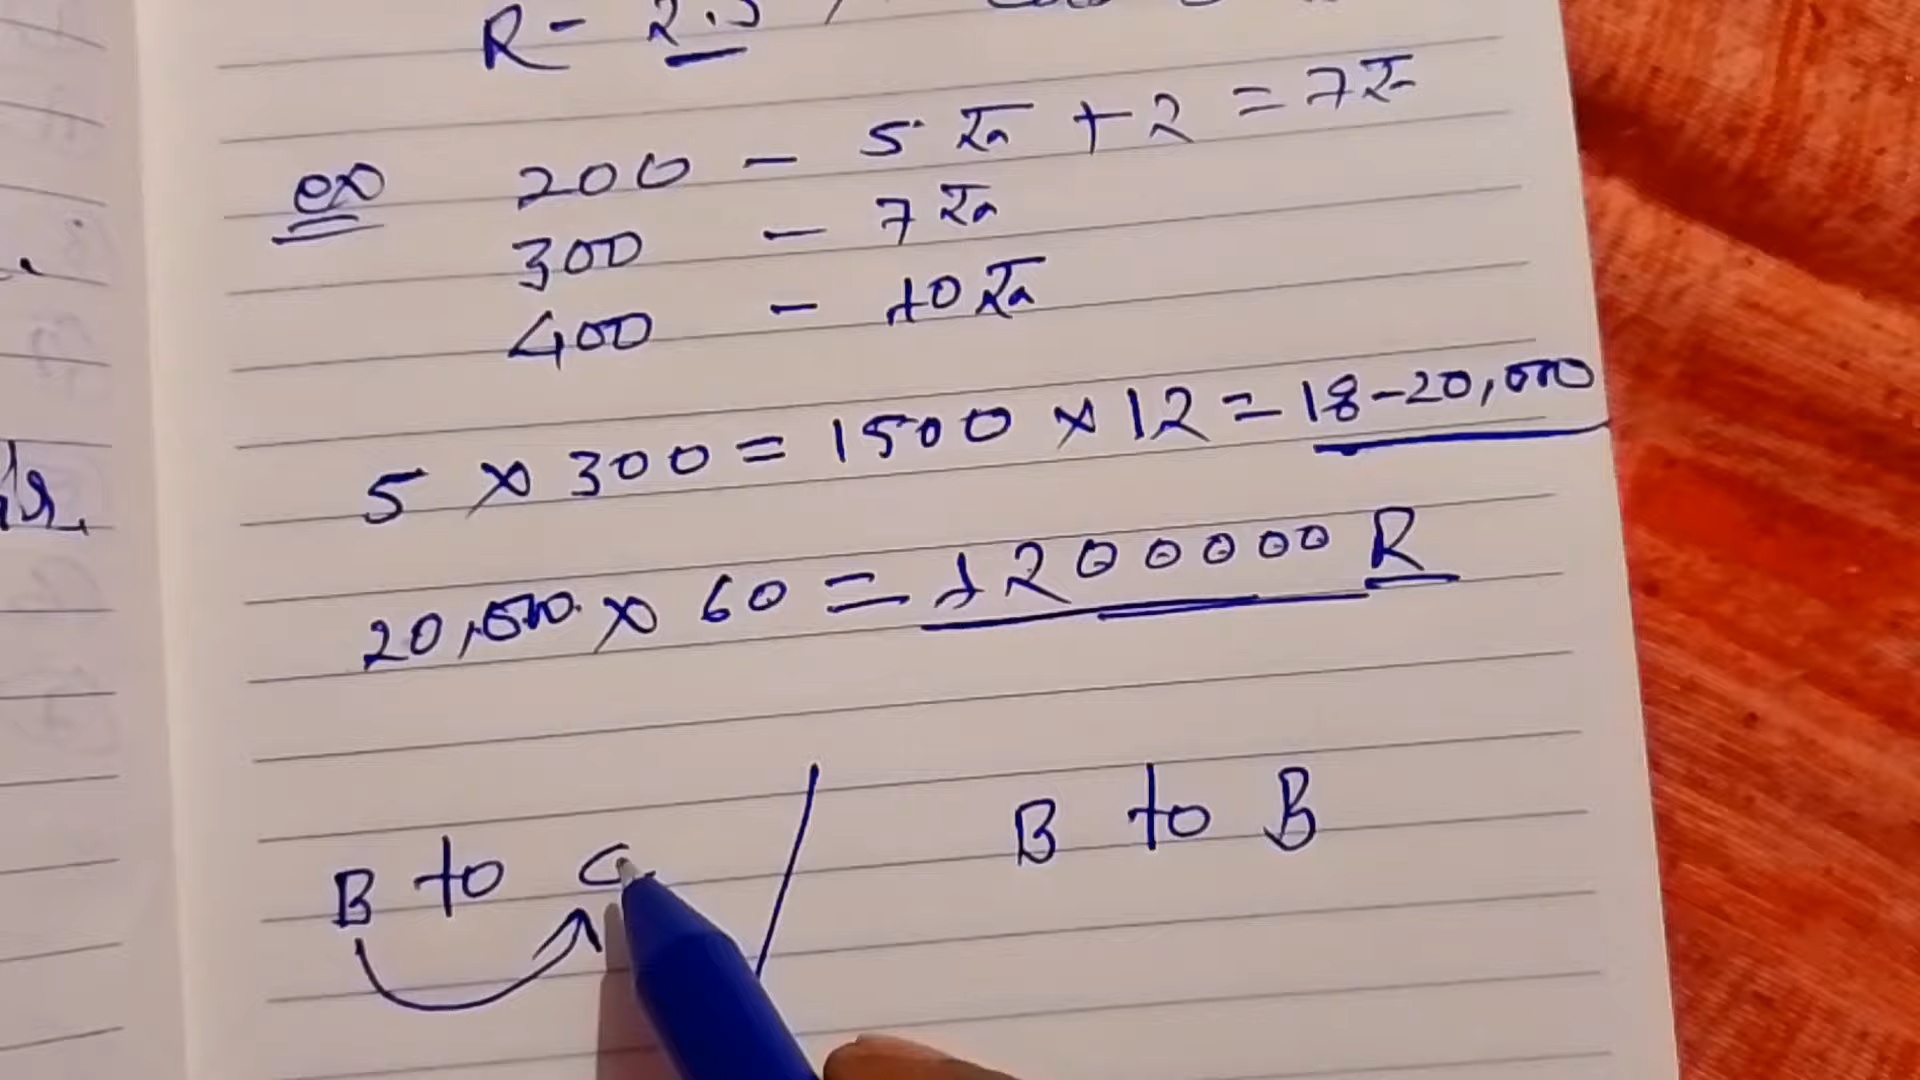 R - 2.5
ex 200 - 5 रु + 2 = 7 रु
300 - 7 रु
400 - 10 रु
5 × 300 = 1500 × 12 = 18-20,000
20,000 × 60 = 1200000 R
B to C / B to B